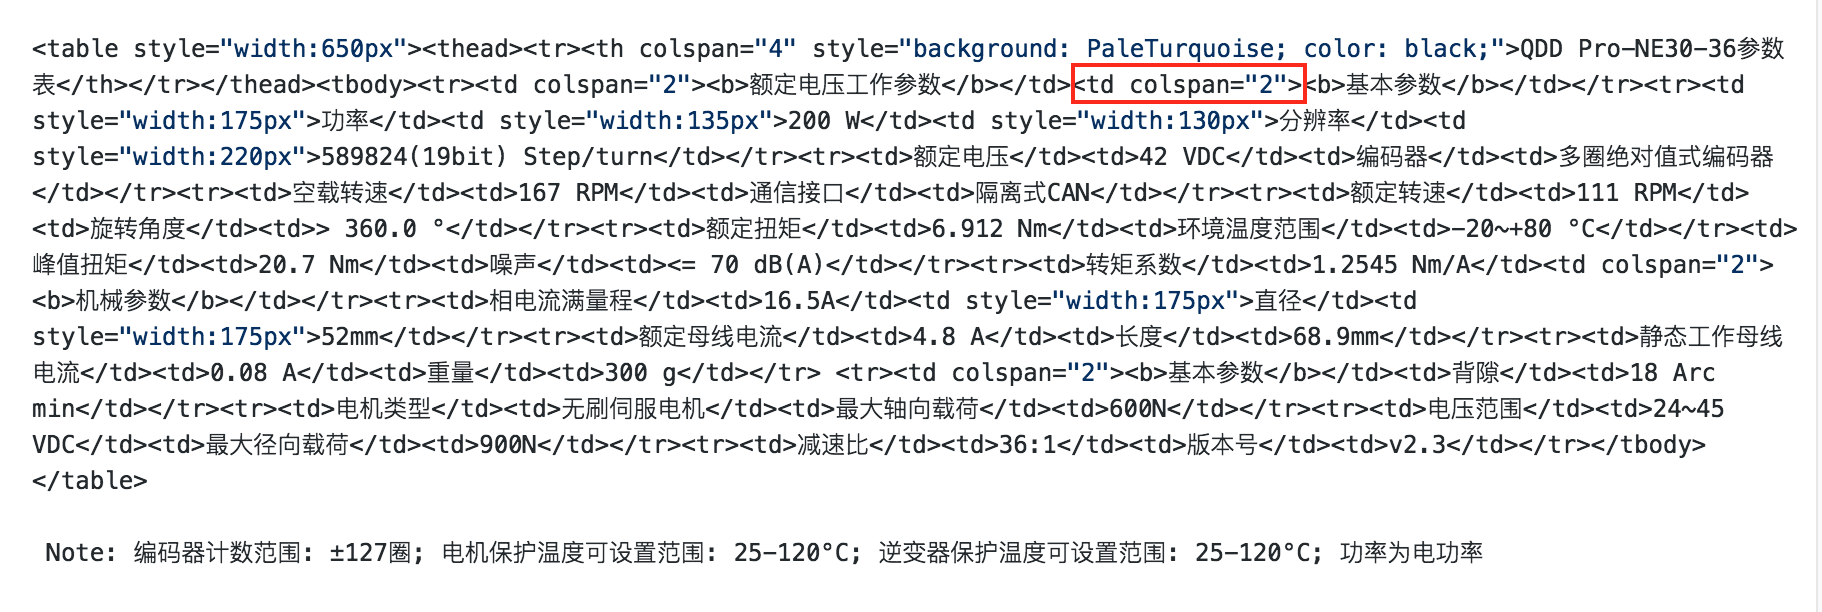 <table style="width:650px"><thead><tr><th colspan="4" style="background: PaleTurquoise; color: black;">QDD Pro-NE30-36参数
表</th></tr></thead><tbody><tr><td colspan="2"><b>额定电压工作参数</b></td><td colspan="2"><b>基本参数</b></td></tr><tr><td
style="width:175px">功率</td><td style="width:135px">200 W</td><td style="width:130px">分辨率</td><td
style="width:220px">589824(19bit) Step/turn</td></tr><tr><td>额定电压</td><td>42 VDC</td><td>编码器</td><td>多圈绝对值式编码器
</td></tr><tr><td>空载转速</td><td>167 RPM</td><td>通信接口</td><td>隔离式CAN</td></tr><tr><td>额定转速</td><td>111 RPM</td>
<td>旋转角度</td><td>> 360.0 °</td></tr><tr><td>额定扭矩</td><td>6.912 Nm</td><td>环境温度范围</td><td>-20~+80 °C</td></tr><tr><td>
峰值扭矩</td><td>20.7 Nm</td><td>噪声</td><td><= 70 dB(A)</td></tr><tr><td>转矩系数</td><td>1.2545 Nm/A</td><td colspan="2">
<b>机械参数</b></td></tr><tr><td>相电流满量程</td><td>16.5A</td><td style="width:175px">直径</td><td
style="width:175px">52mm</td></tr><tr><td>额定母线电流</td><td>4.8 A</td><td>长度</td><td>68.9mm</td></tr><tr><td>静态工作母线
电流</td><td>0.08 A</td><td>重量</td><td>300 g</td></tr> <tr><td colspan="2"><b>基本参数</b></td><td>背隙</td><td>18 Arc
min</td></tr><tr><td>电机类型</td><td>无刷伺服电机</td><td>最大轴向载荷</td><td>600N</td></tr><tr><td>电压范围</td><td>24~45
VDC</td><td>最大径向载荷</td><td>900N</td></tr><tr><td>减速比</td><td>36:1</td><td>版本号</td><td>v2.3</td></tr></tbody>
</table>
Note: 编码器计数范围: ±127圈; 电机保护温度可设置范围: 25-120°C; 逆变器保护温度可设置范围: 25-120°C; 功率为电功率